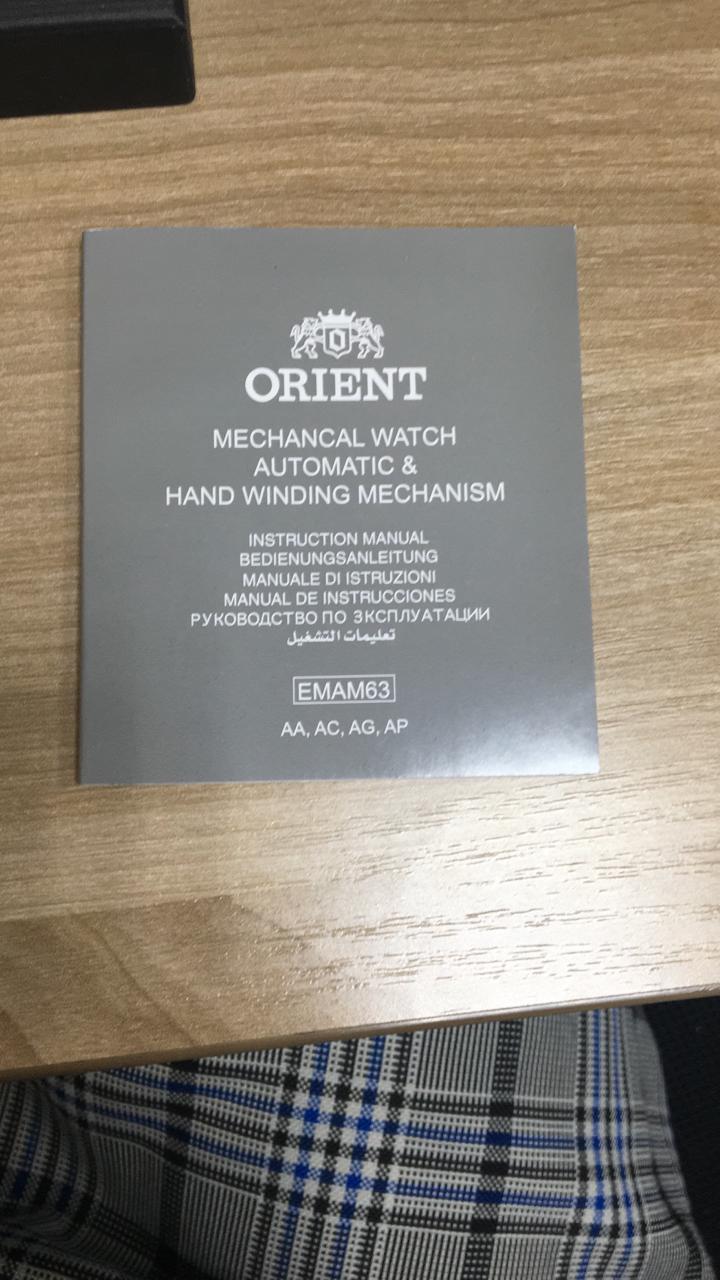 ORIENT
MECHANCAL WATCH
AUTOMATIC &
HAND WINDING MECHANISM
INSTRUCTION MANUAL
BEDIENUNGSANLEITUNG
MANUALE DI ISTRUZIONI
MANUAL DE INSTRUCCIONES
РУКОВОДСТВО ПО ЗКСПЛУАТАЦИИ
تعليمات التشغيل
EMAM63
AA, AC, AG, AP